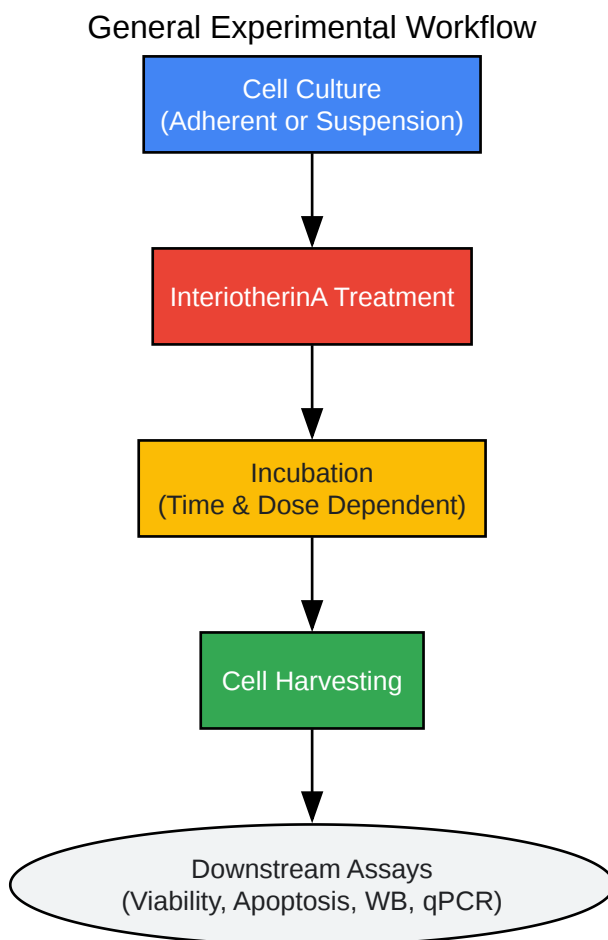 General Experimental Workflow
Cell Culture
(Adherent or Suspension)
InteriotherinA Treatment
Incubation
(Time & Dose Dependent)
Cell Harvesting
Downstream Assays
(Viability, Apoptosis, WB, qPCR)